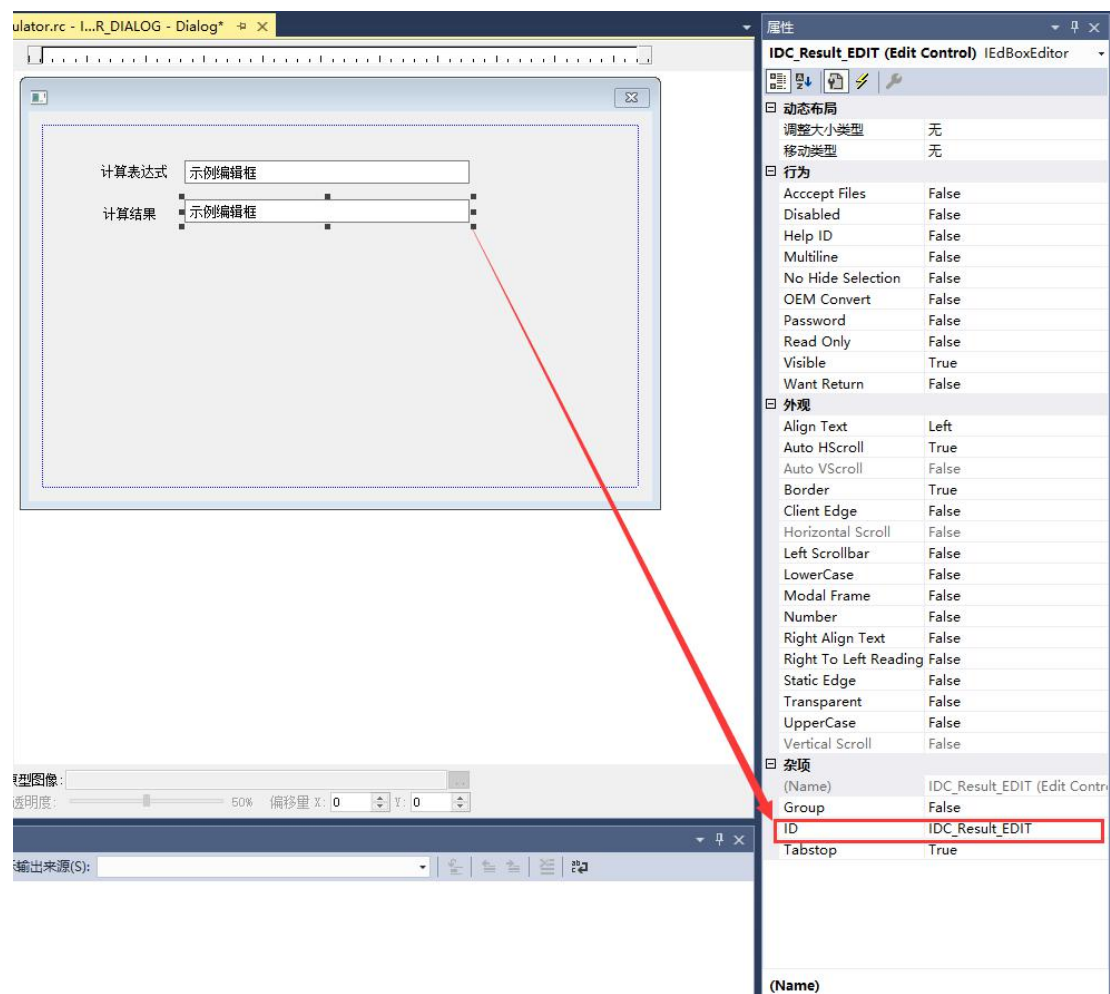 ulator.rc - I...R_DIALOG - Dialog*
计算表达式 示例编辑框
计算结果 示例编辑框
原型图像:
透明度: 50% 偏移量 X: 0 Y: 0
输出来源(S):
属性
IDC_Result_EDIT (Edit Control) IEdBoxEditor
动态布局
调整大小类型 无
移动类型 无
行为
Acccept Files False
Disabled False
Help ID False
Multiline False
No Hide Selection False
OEM Convert False
Password False
Read Only False
Visible True
Want Return False
外观
Align Text Left
Auto HScroll True
Auto VScroll False
Border True
Client Edge False
Horizontal Scroll False
Left Scrollbar False
LowerCase False
Modal Frame False
Number False
Right Align Text False
Right To Left Reading False
Static Edge False
Transparent False
UpperCase False
Vertical Scroll False
杂项
(Name) IDC_Result_EDIT (Edit Contr
Group False
ID IDC_Result_EDIT
Tabstop True
(Name)